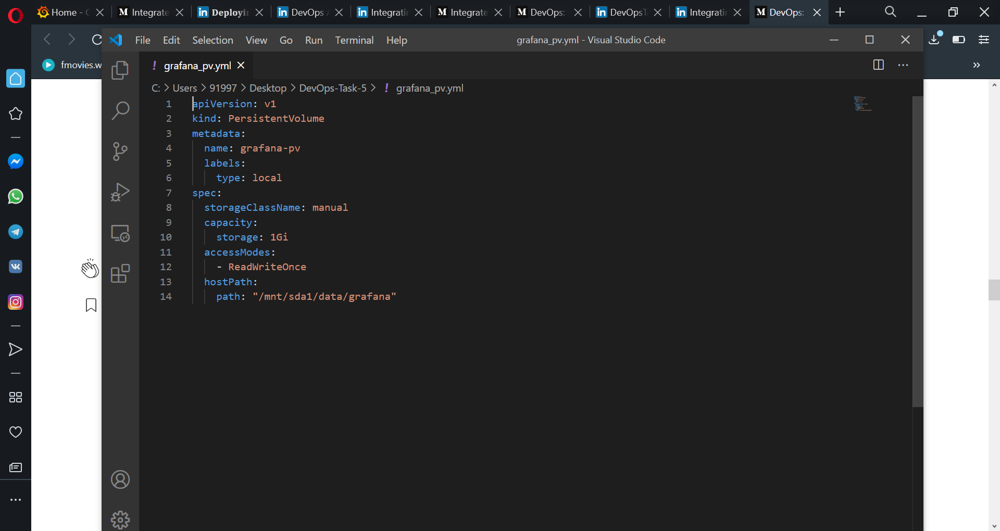 Home - Integrate Deployin DevOps Integratin Integrate DevOps: DevOpsT Integratin DevOps:
File Edit Selection View Go Run Terminal Help grafana_pv.yml - Visual Studio Code
fmovies.w
! grafana_pv.yml
C: > Users > 91997 > Desktop > DevOps-Task-5 > ! grafana_pv.yml
1 apiVersion: v1
2 kind: PersistentVolume
3 metadata:
4 name: grafana-pv
5 labels:
6 type: local
7 spec:
8 storageClassName: manual
9 capacity:
10 storage: 1Gi
11 accessModes:
12 - ReadWriteOnce
13 hostPath:
14 path: "/mnt/sda1/data/grafana"